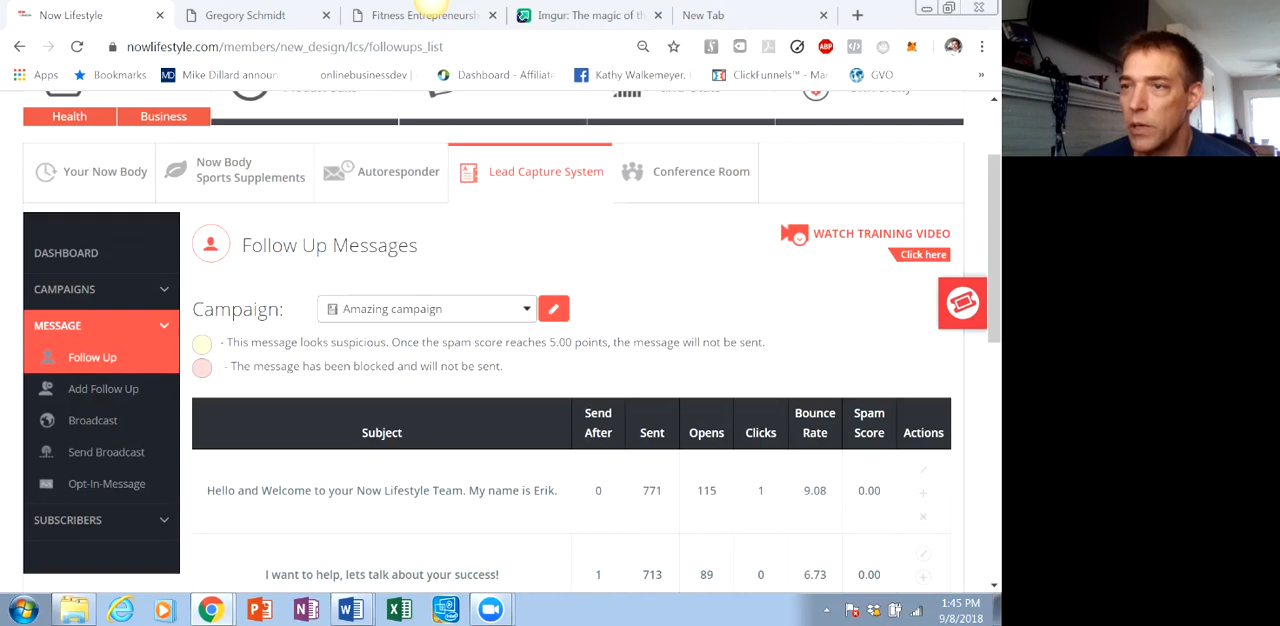 Now Lifestyle
Gregory Schmidt
Fitness Entrepreneursh
Imgur: The magic of th
New Tab
nowlifestyle.com/members/new_design/lcs/followups_list
Apps
Bookmarks
MD Mike Dillard announ
onlinebusinessdev
Dashboard - Affiliate
Kathy Walkemeyer.
ClickFunnels™ - Mar
GVO
»
Health
Business
Your Now Body
Now Body
Sports Supplements
Autoresponder
Lead Capture System
Conference Room
DASHBOARD
CAMPAIGNS
MESSAGE
Follow Up
Add Follow Up
Broadcast
Send Broadcast
Opt-In-Message
SUBSCRIBERS
Follow Up Messages
WATCH TRAINING VIDEO
Click here
Campaign:
Amazing campaign
- This message looks suspicious. Once the spam score reaches 5.00 points, the message will not be sent.
- The message has been blocked and will not be sent.
Subject Send After Sent Opens Clicks Bounce Rate Spam Score Actions
Hello and Welcome to your Now Lifestyle Team. My name is Erik. 0 771 115 1 9.08 0.00
I want to help, lets talk about your success! 1 713 89 0 6.73 0.00
1:45 PM
9/8/2018